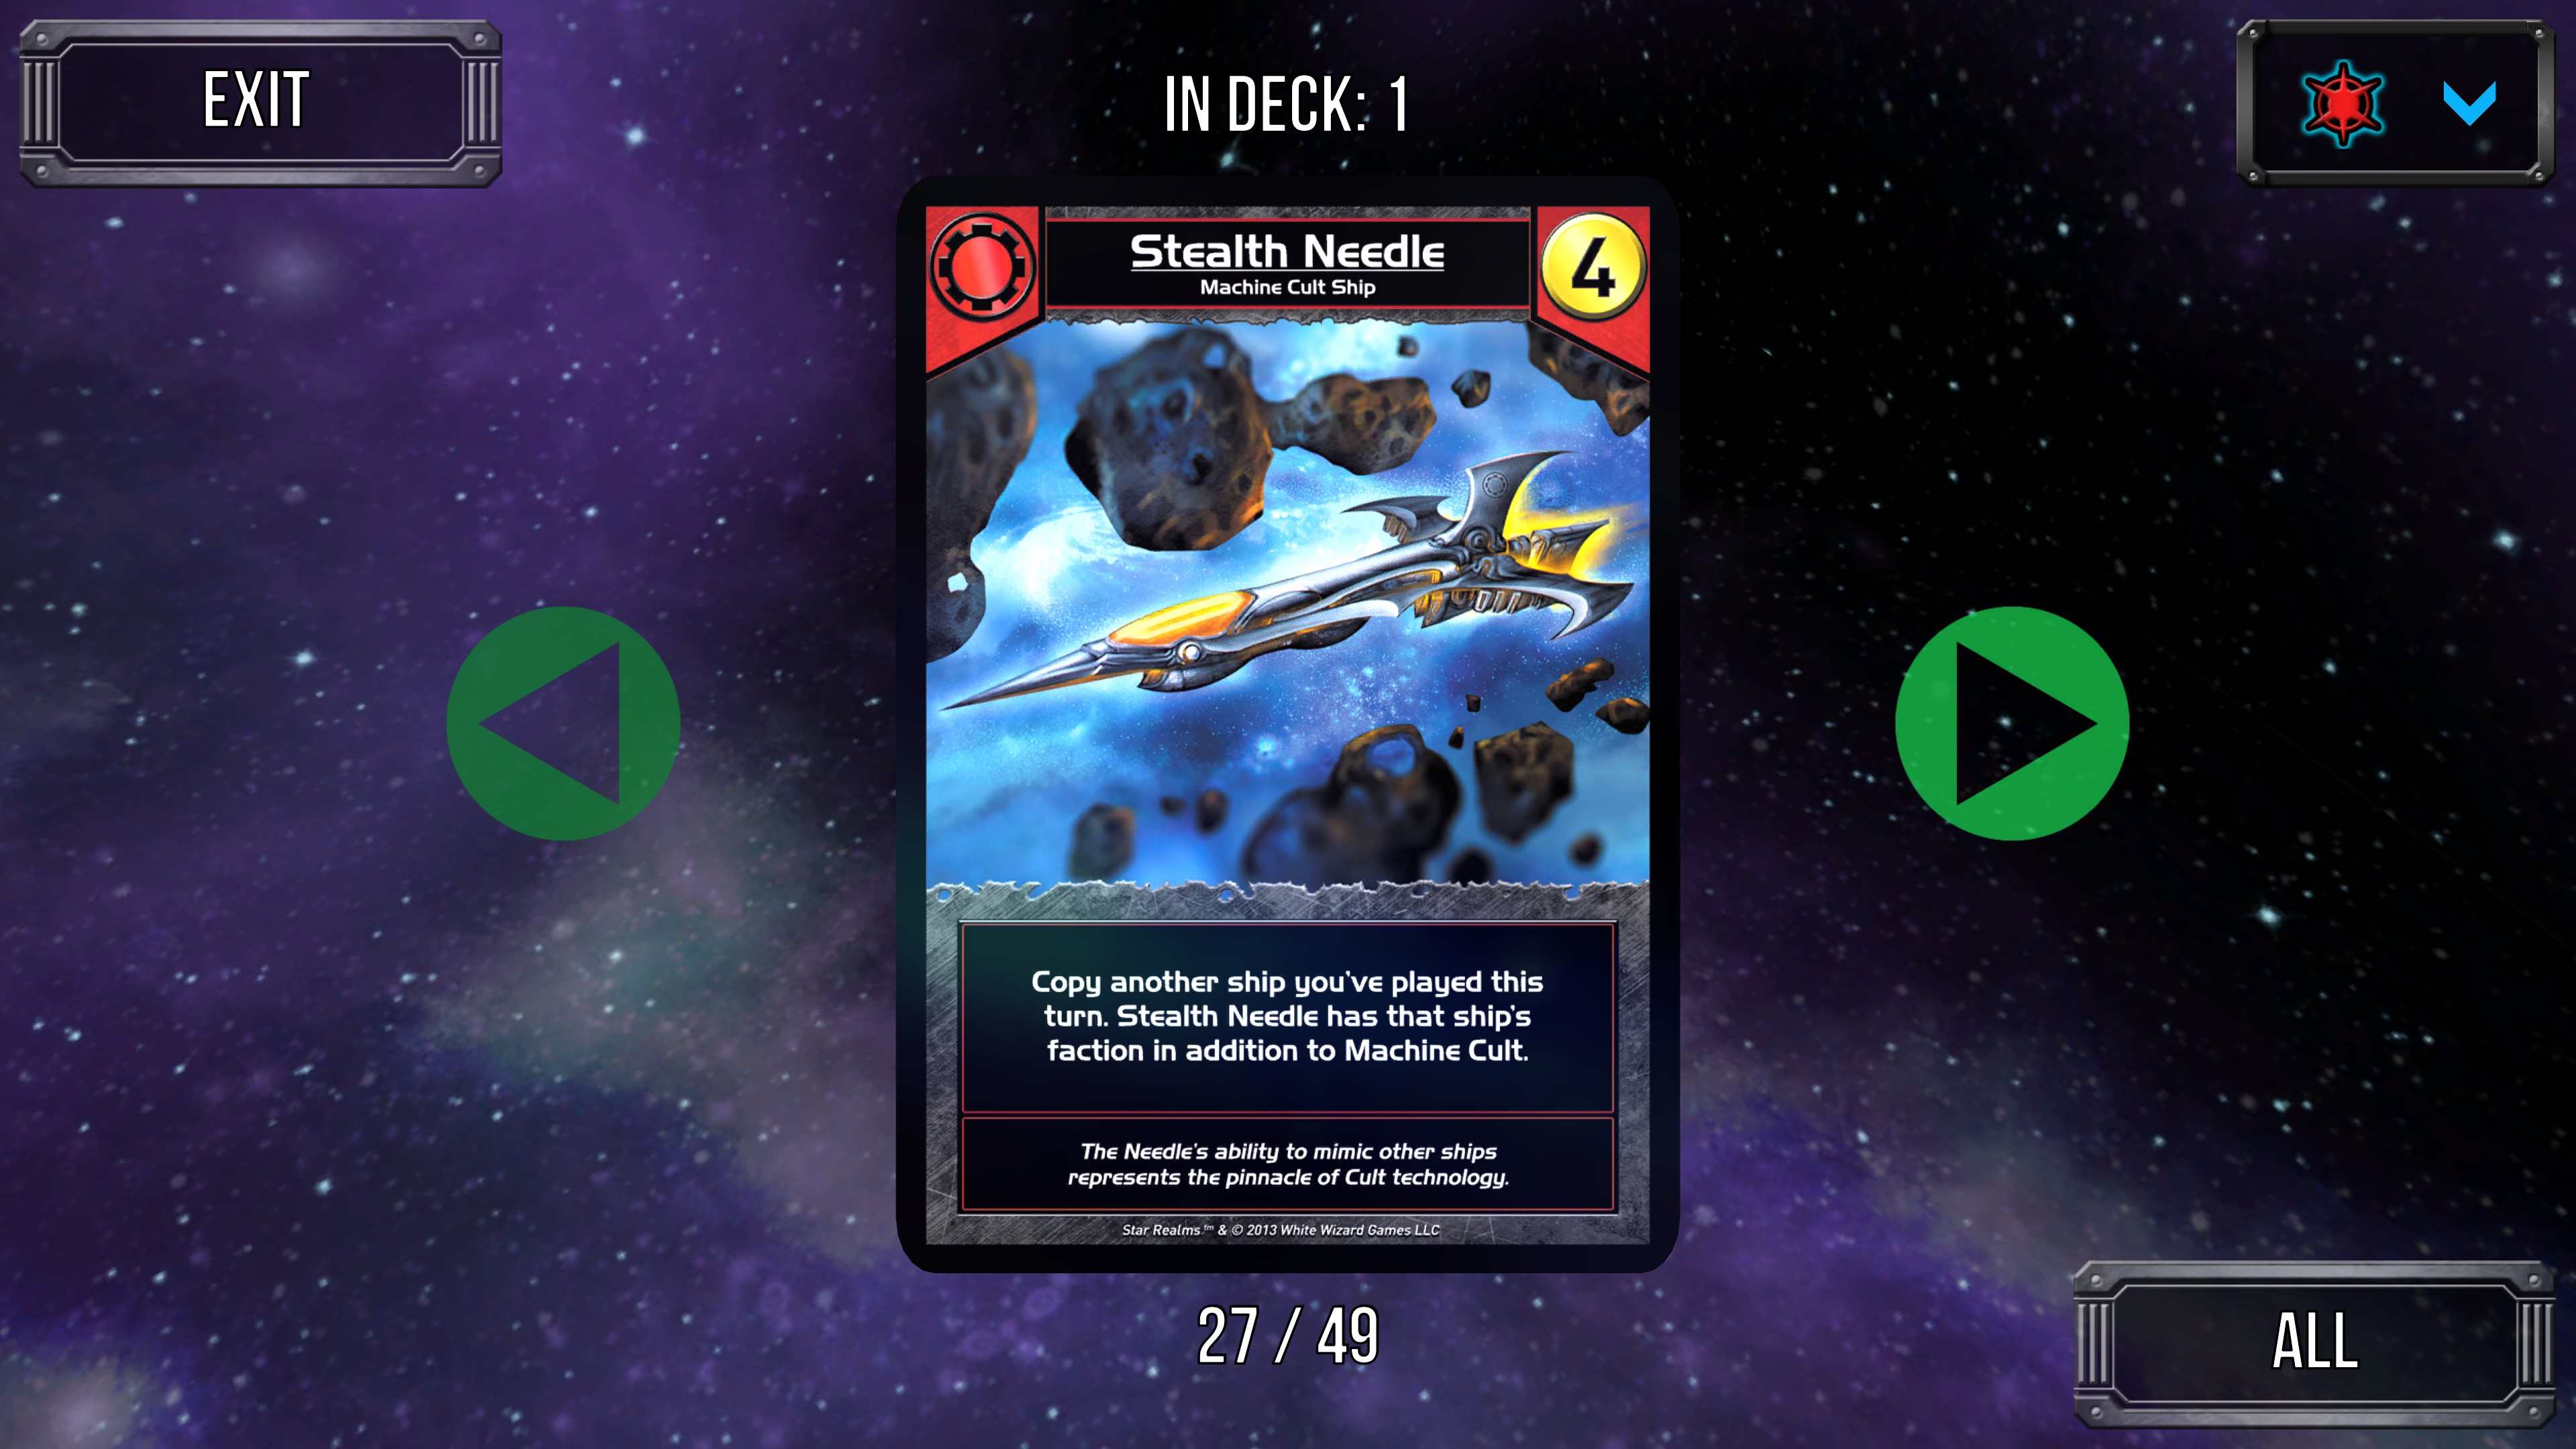 EXIT
IN DECK: 1
Stealth Needle
4
Machine Cult Ship
Copy another ship you've played this
turn. Stealth Needle has that ship's
faction in addition to Machine Cult.
The Needle's ability to mimic other ships
represents the pinnacle of Cult technology.
Star Realms™ & © 2013 White Wizard Games LLC
27 / 49
ALL